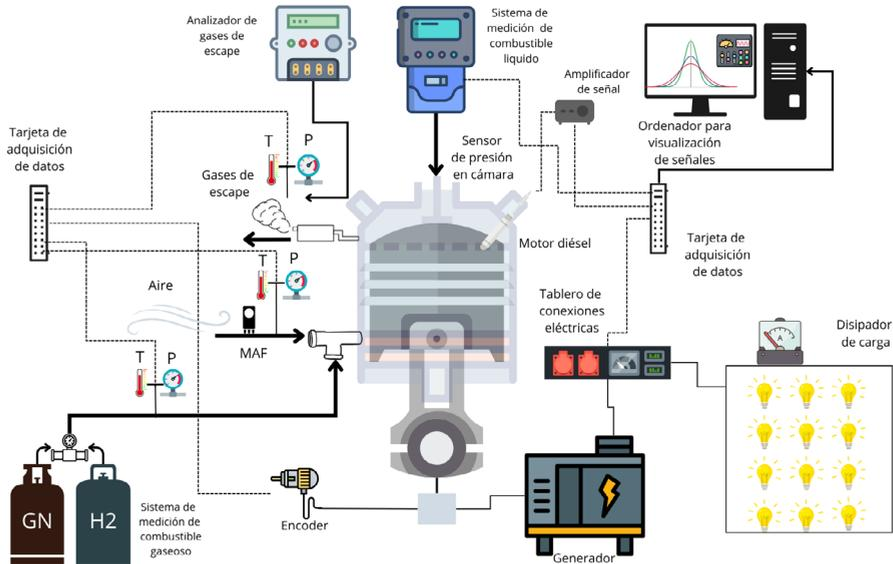 Analizador de
gases de
escape
Sistema de
medición de
combustible
liquido
Amplificador
de señal
Ordenador para
visualización
de señales
Tarjeta de
adquisición
de datos
T P
Gases de
escape
Sensor
de presión
en cámara
Motor diésel
Tarjeta de
adquisición
de datos
T P
Aire
MAF
Tablero de
conexiones
eléctricas
A
Disipador
de carga
T P
GN
H2
Sistema de
medición de
combustible
gaseoso
Encoder
Generador